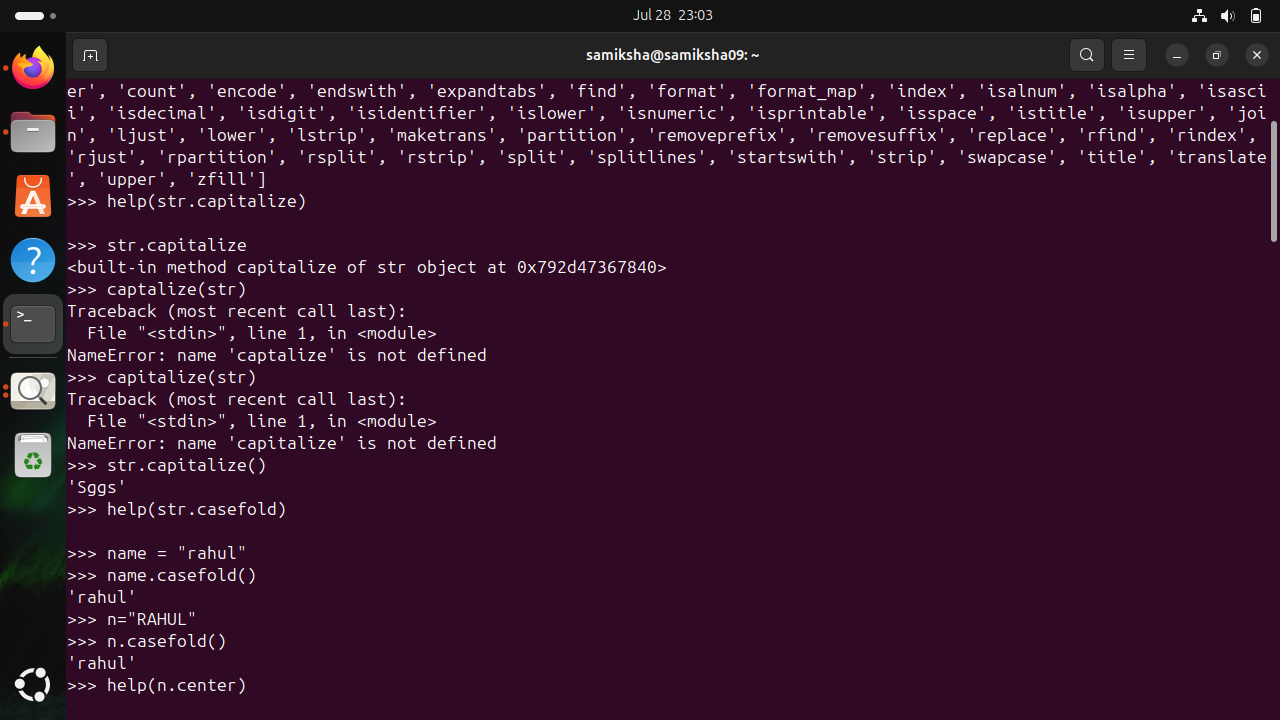 Jul 28 23:03
samiksha@samiksha09: ~
er', 'count', 'encode', 'endswith', 'expandtabs', 'find', 'format', 'format_map', 'index', 'isalnum', 'isalpha', 'isasci
i', 'isdecimal', 'isdigit', 'isidentifier', 'islower', 'isnumeric', 'isprintable', 'isspace', 'istitle', 'isupper', 'joi
n', 'ljust', 'lower', 'lstrip', 'maketrans', 'partition', 'removeprefix', 'removesuffix', 'replace', 'rfind', 'rindex',
'rjust', 'rpartition', 'rsplit', 'rstrip', 'split', 'splitlines', 'startswith', 'strip', 'swapcase', 'title', 'translate
', 'upper', 'zfill']
>>> help(str.capitalize)
>>> str.capitalize
<built-in method capitalize of str object at 0x792d47367840>
>>> captalize(str)
Traceback (most recent call last):
  File "<stdin>", line 1, in <module>
NameError: name 'captalize' is not defined
>>> capitalize(str)
Traceback (most recent call last):
  File "<stdin>", line 1, in <module>
NameError: name 'capitalize' is not defined
>>> str.capitalize()
'Sggs'
>>> help(str.casefold)
>>> name = "rahul"
>>> name.casefold()
'rahul'
>>> n="RAHUL"
>>> n.casefold()
'rahul'
>>> help(n.center)